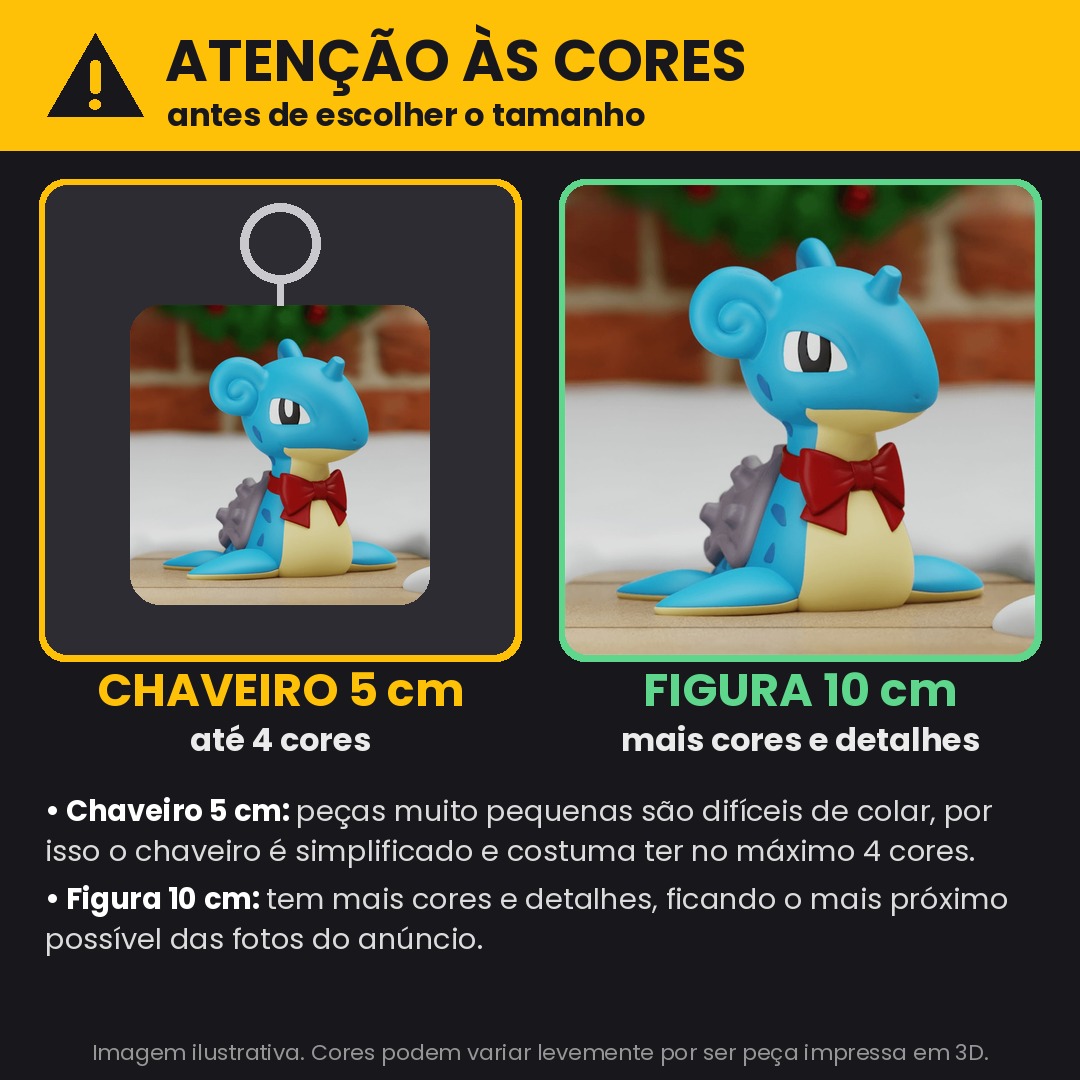 ATENÇÃO ÀS CORES
antes de escolher o tamanho
CHAVEIRO 5 cm
até 4 cores
FIGURA 10 cm
mais cores e detalhes
• Chaveiro 5 cm: peças muito pequenas são difíceis de colar, por
isso o chaveiro é simplificado e costuma ter no máximo 4 cores.
• Figura 10 cm: tem mais cores e detalhes, ficando o mais próximo
possível das fotos do anúncio.
Imagem ilustrativa. Cores podem variar levemente por ser peça impressa em 3D.